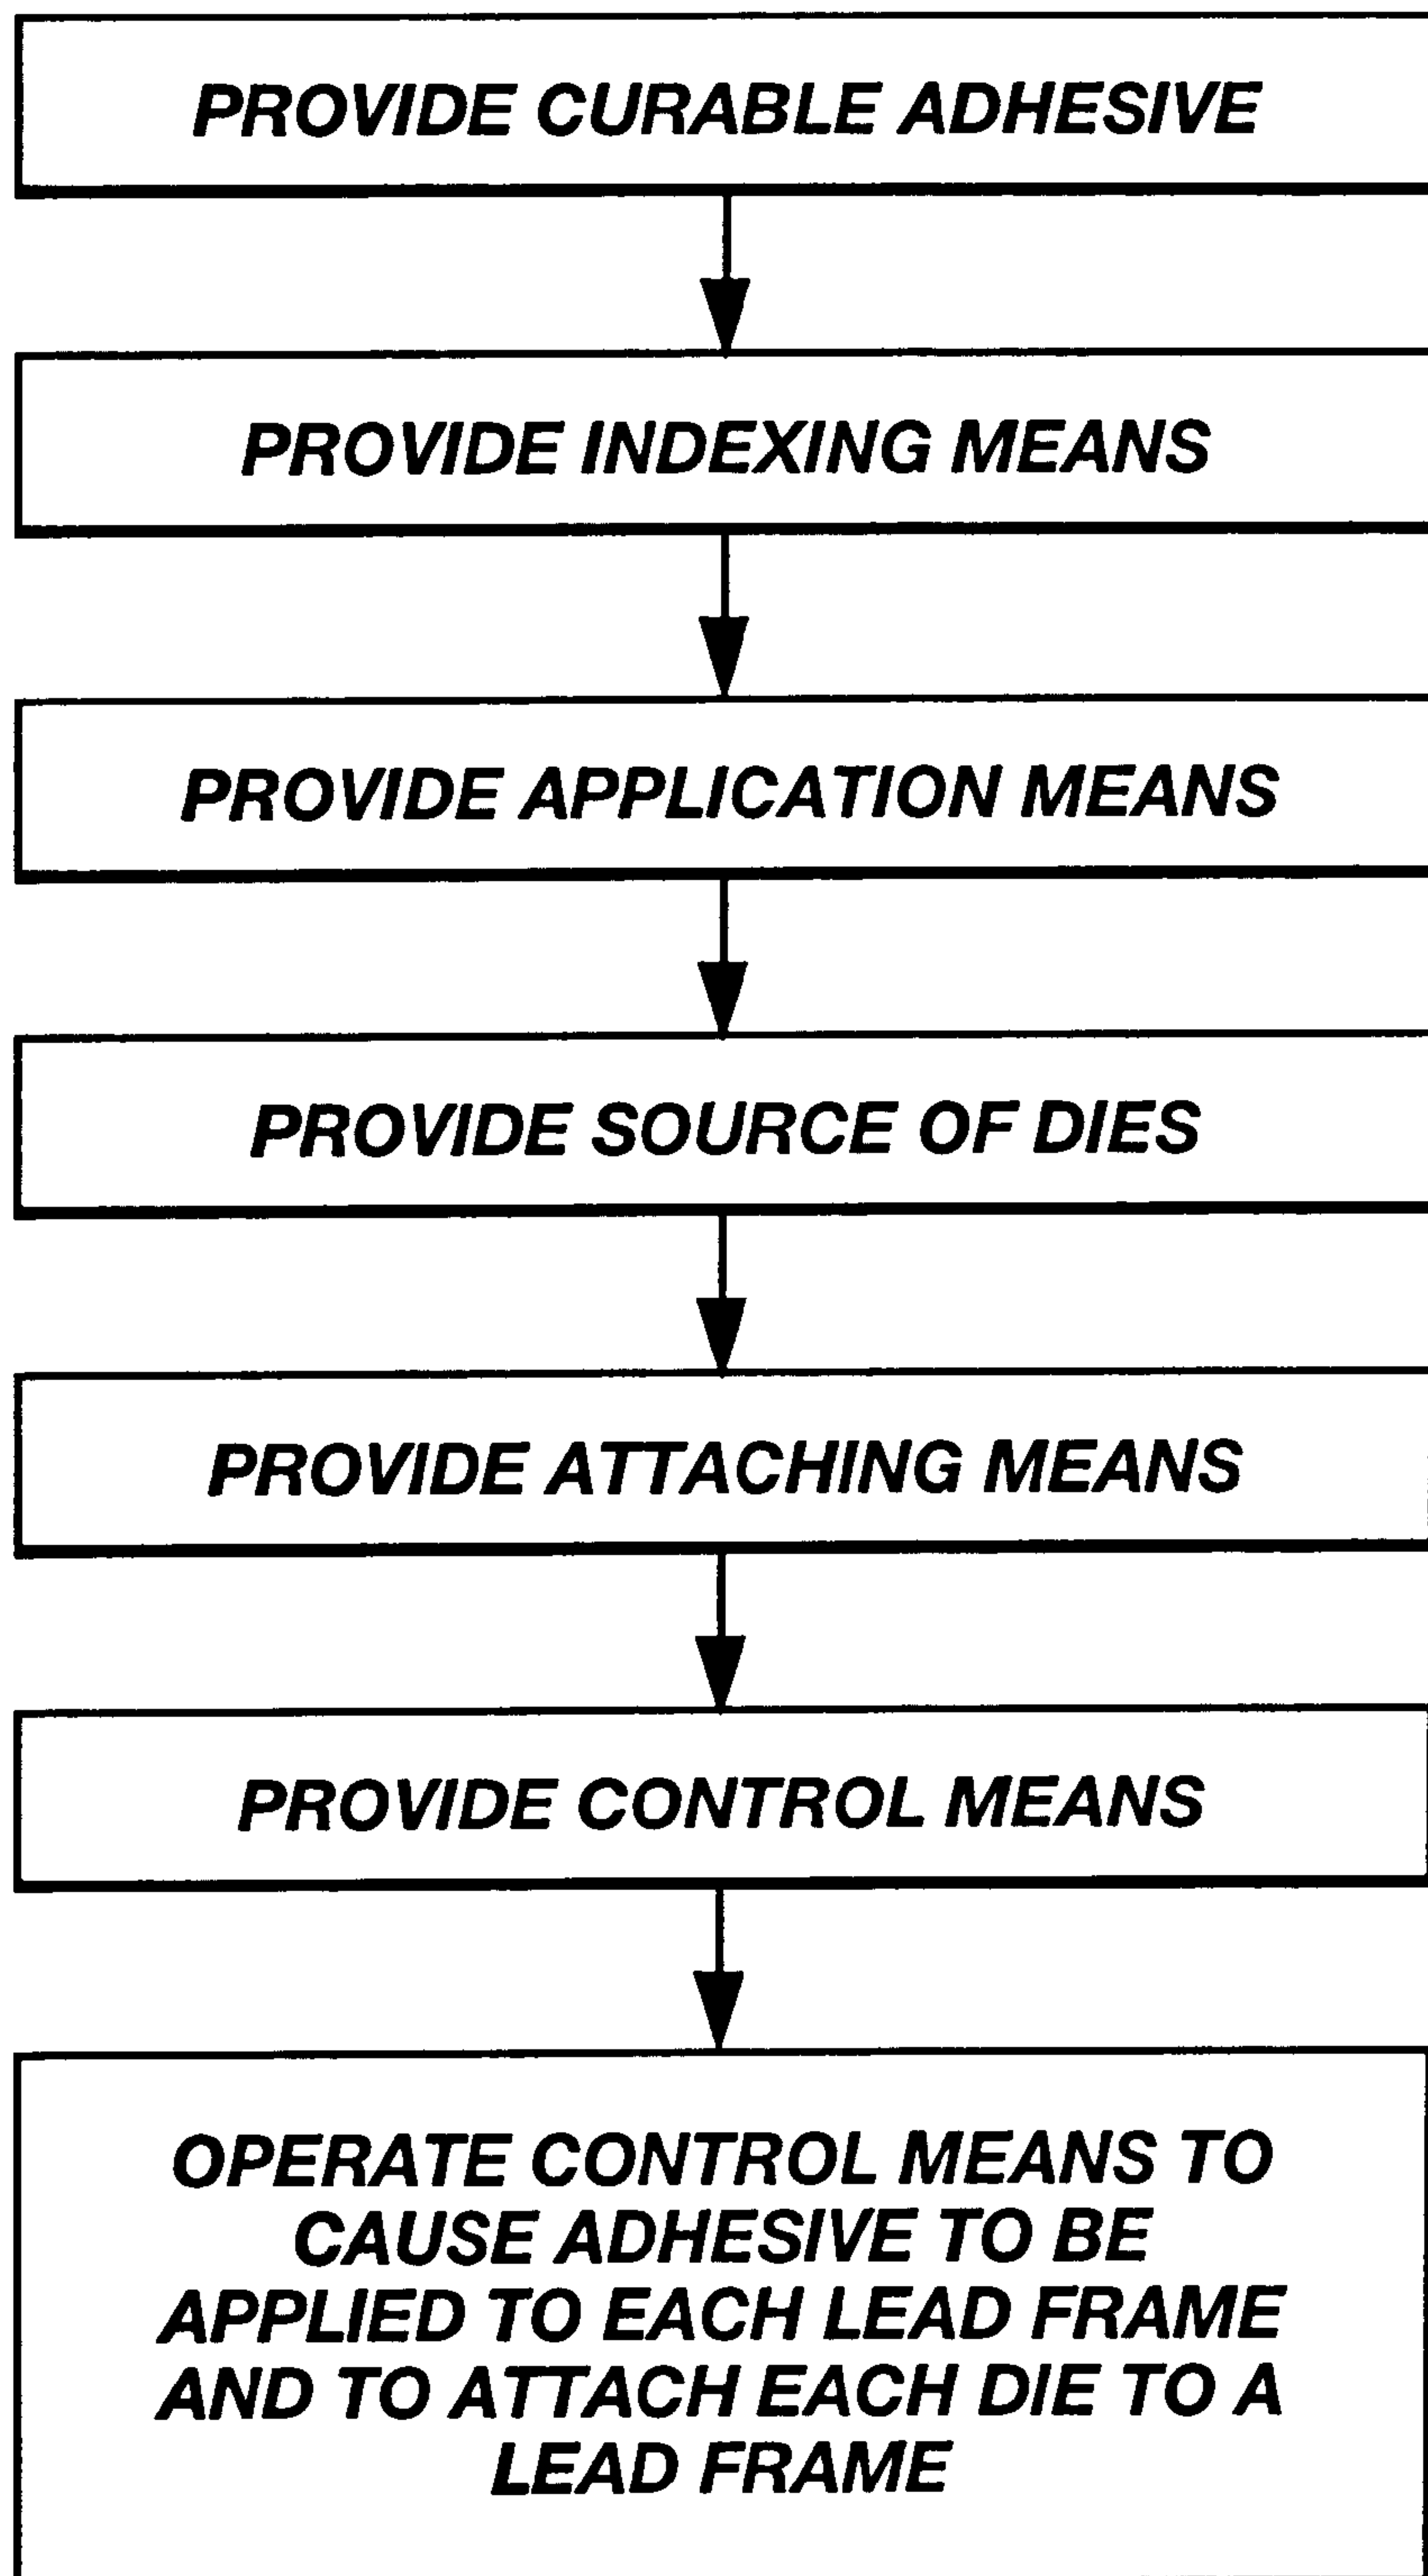 PROVIDE CURABLE ADHESIVE
PROVIDE INDEXING MEANS
PROVIDE APPLICATION MEANS
PROVIDE SOURCE OF DIES
PROVIDE ATTACHING MEANS
PROVIDE CONTROL MEANS
OPERATE CONTROL MEANS TO
CAUSE ADHESIVE TO BE
APPLIED TO EACH LEAD FRAME
AND TO ATTACH EACH DIE TO A
LEAD FRAME